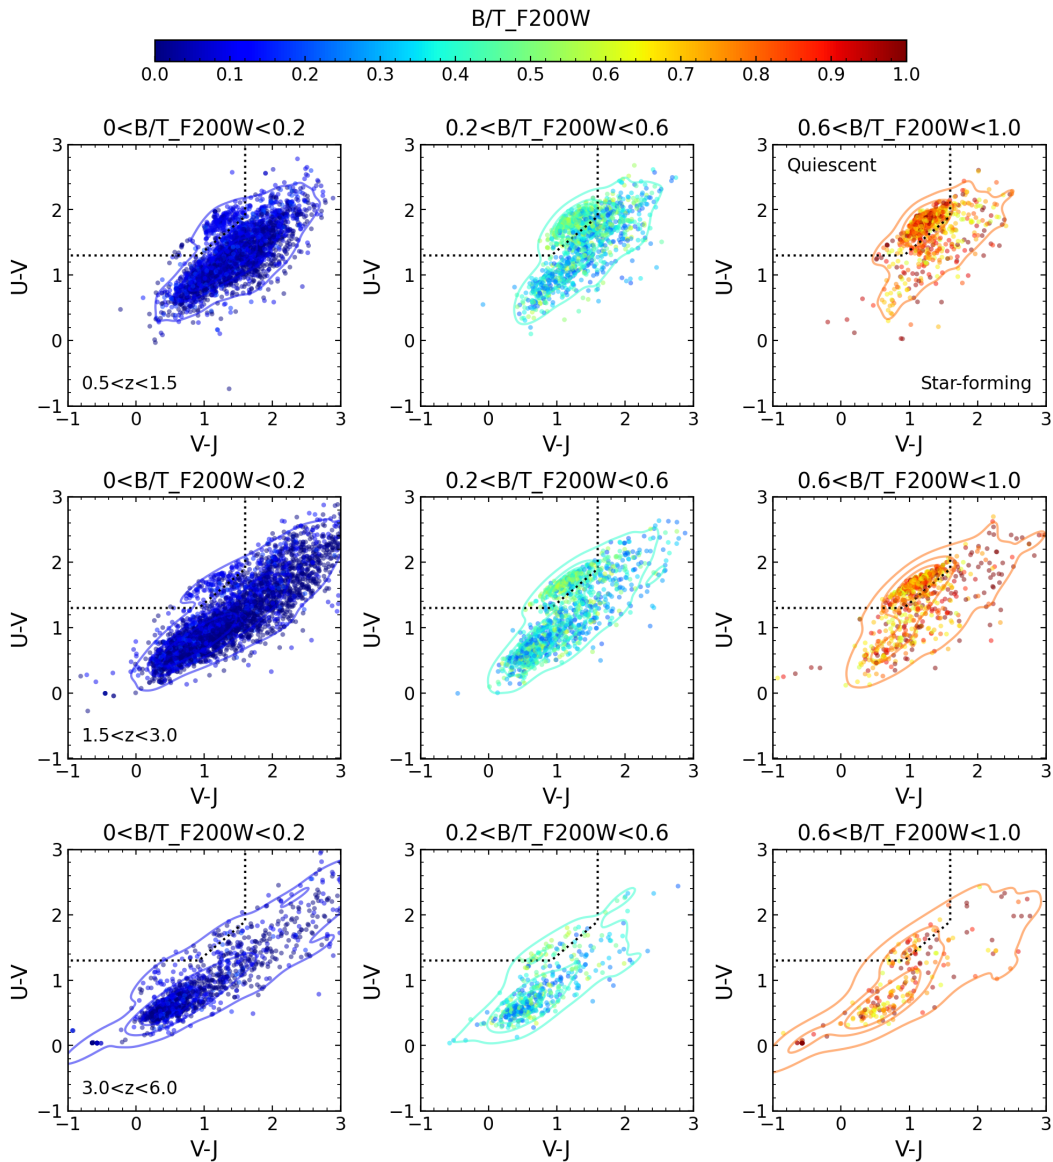 B/T_F200W
0.0 0.1 0.2 0.3 0.4 0.5 0.6 0.7 0.8 0.9 1.0
0<B/T_F200W<0.2 0.2<B/T_F200W<0.6 0.6<B/T_F200W<1.0
3 3 3
Quiescent
2 2 2
U-V U-V U-V
1 1 1
0 0 0
0.5<z<1.5 Star-forming
−1 −1 −1
−1 0 1 2 3 −1 0 1 2 3 −1 0 1 2 3
V-J V-J V-J
0<B/T_F200W<0.2 0.2<B/T_F200W<0.6 0.6<B/T_F200W<1.0
3 3 3
2 2 2
U-V U-V U-V
1 1 1
0 0 0
1.5<z<3.0
−1 −1 −1
−1 0 1 2 3 −1 0 1 2 3 −1 0 1 2 3
V-J V-J V-J
0<B/T_F200W<0.2 0.2<B/T_F200W<0.6 0.6<B/T_F200W<1.0
3 3 3
2 2 2
U-V U-V U-V
1 1 1
0 0 0
3.0<z<6.0
−1 −1 −1
−1 0 1 2 3 −1 0 1 2 3 −1 0 1 2 3
V-J V-J V-J